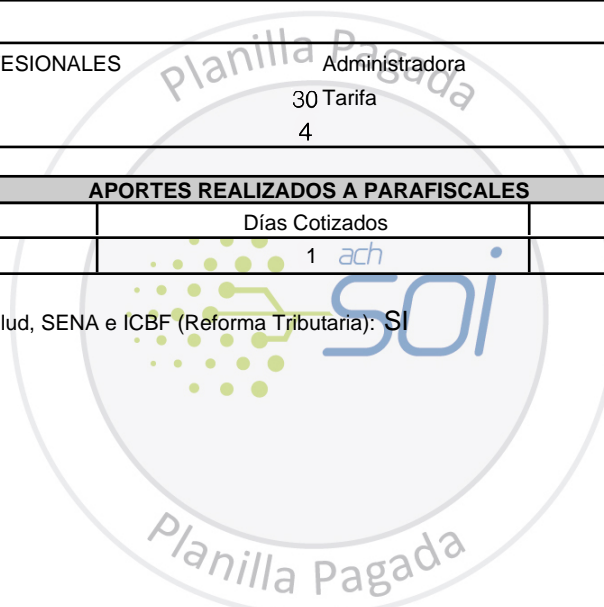 Planilla Pagada
ESIONALES Administradora
30 Tarifa
4
APORTES REALIZADOS A PARAFISCALES
Días Cotizados
1
ach
soi
lud, SENA e ICBF (Reforma Tributaria): SI
Planilla Pagada